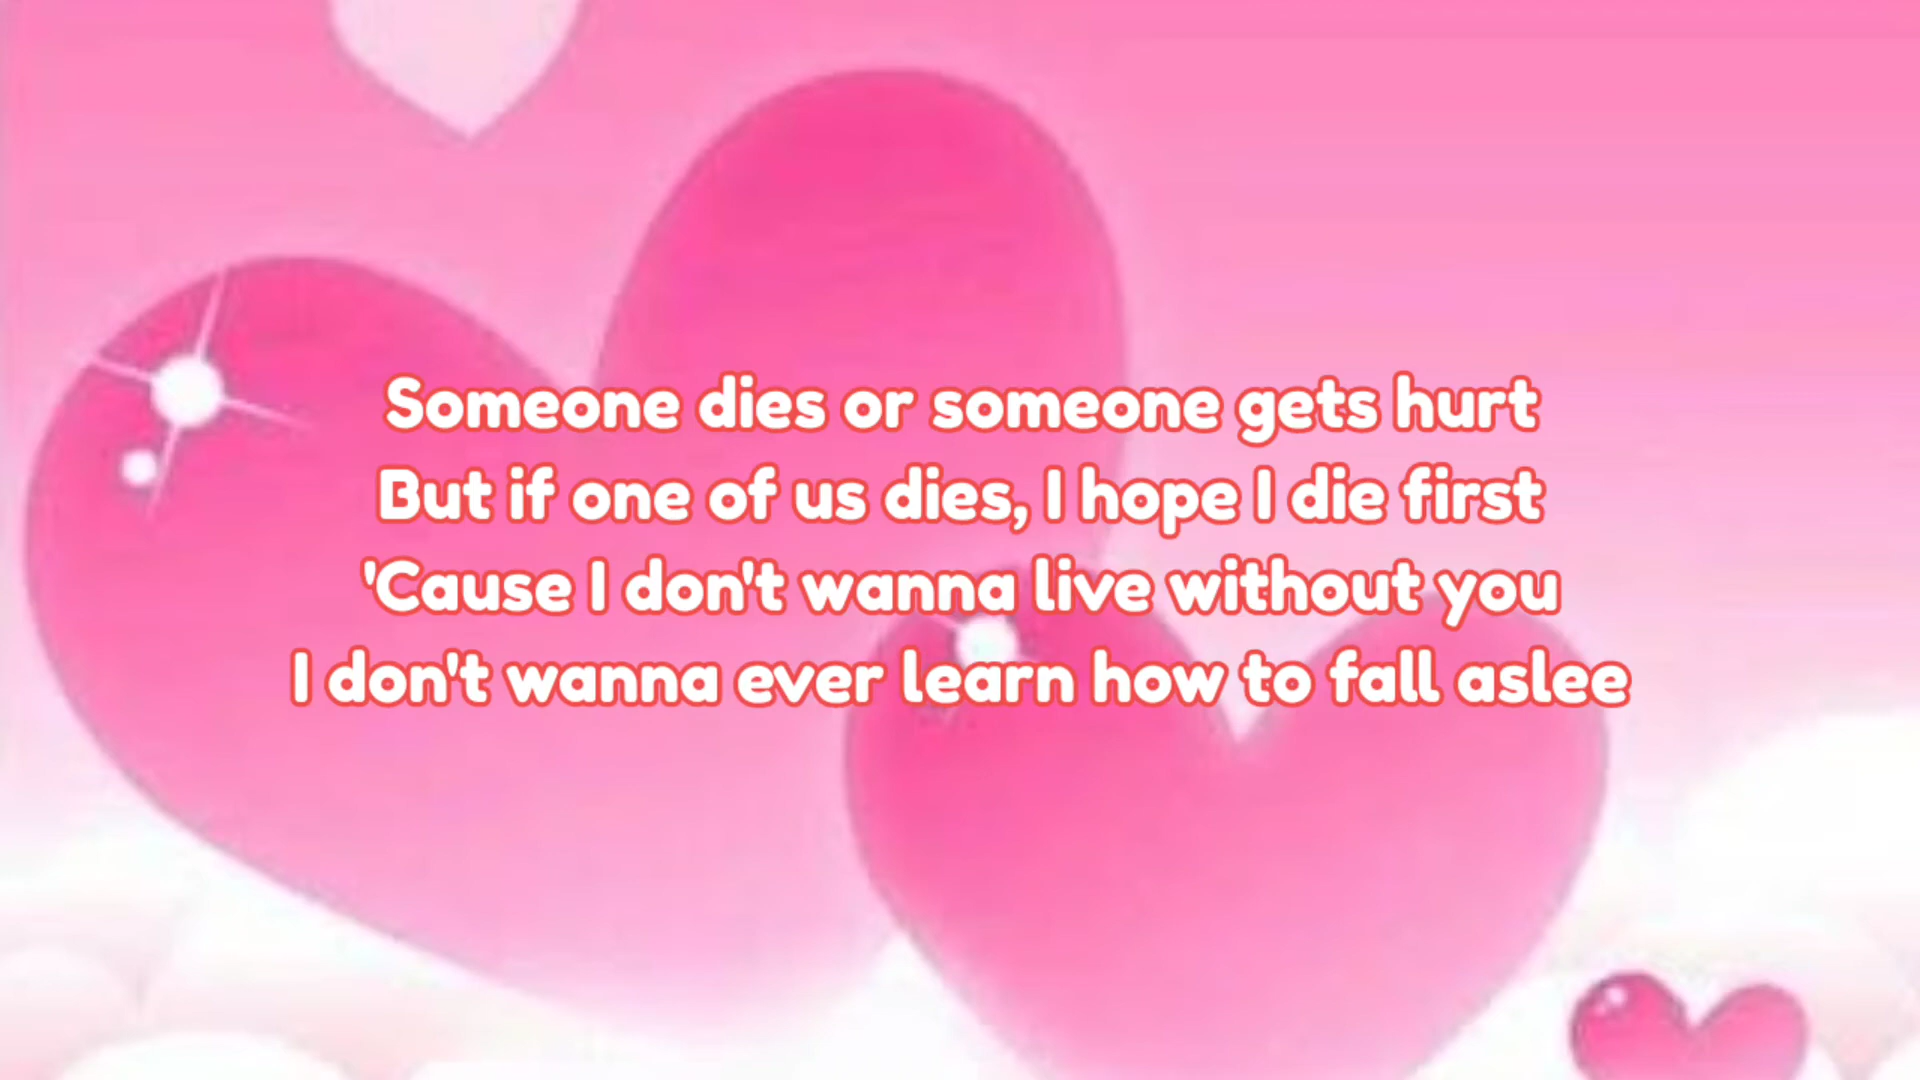 Someone dies or someone gets hurt
But if one of us dies, I hope I die first
'Cause I don't wanna live without you
I don't wanna ever learn how to fall aslee